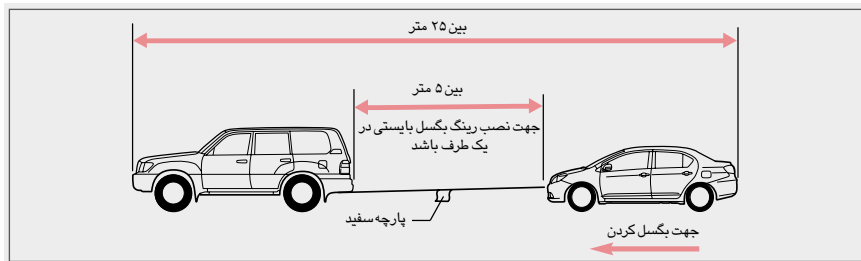 بین ۲۵ متر
بین ۵ متر
جهت نصب رینگ بگسل بایستی در
یک طرف باشد
پارچه سفید
جهت بگسل کردن